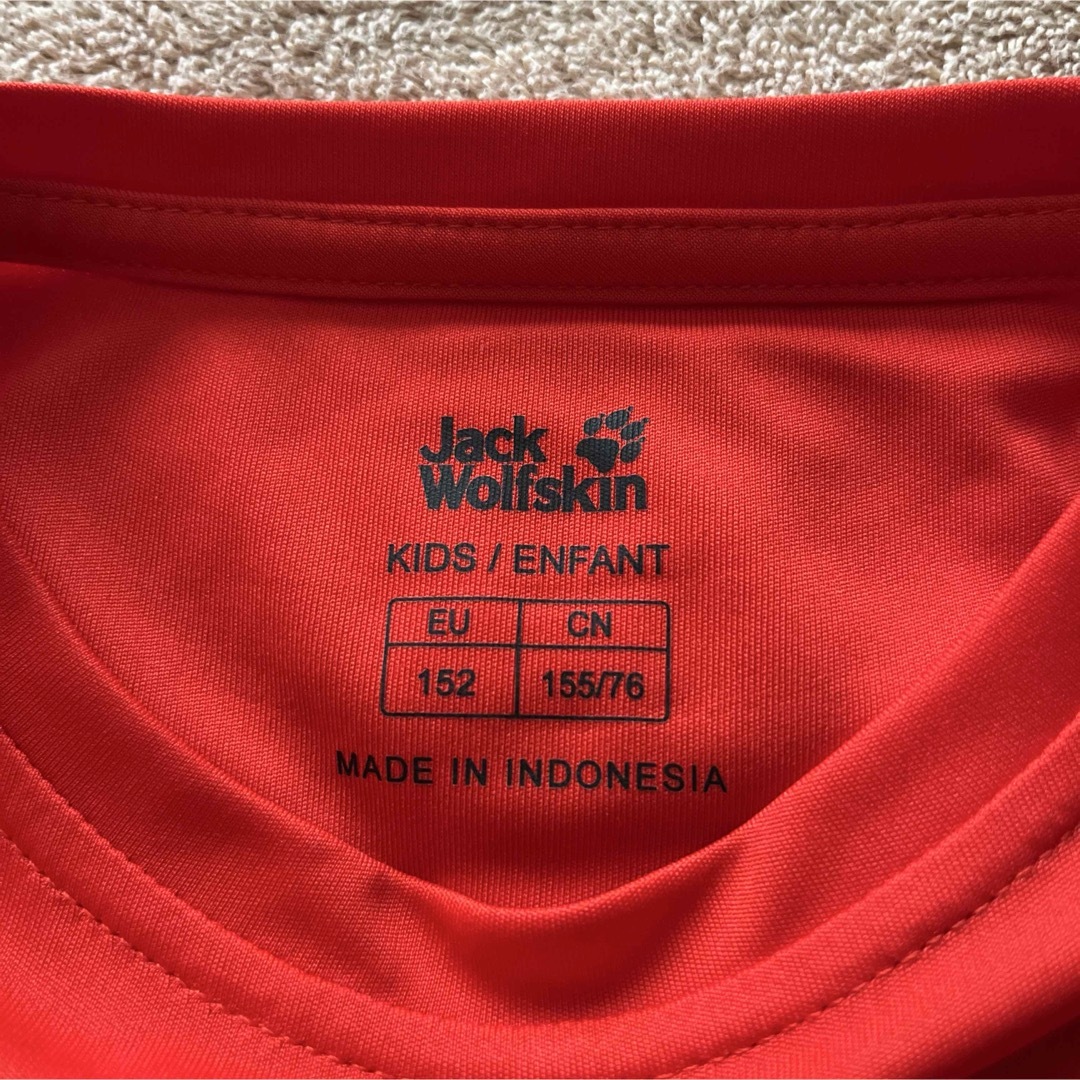 Jack
Wolfskin
KIDS / ENFANT
EU CN
152 155/76
MADE IN INDONESIA